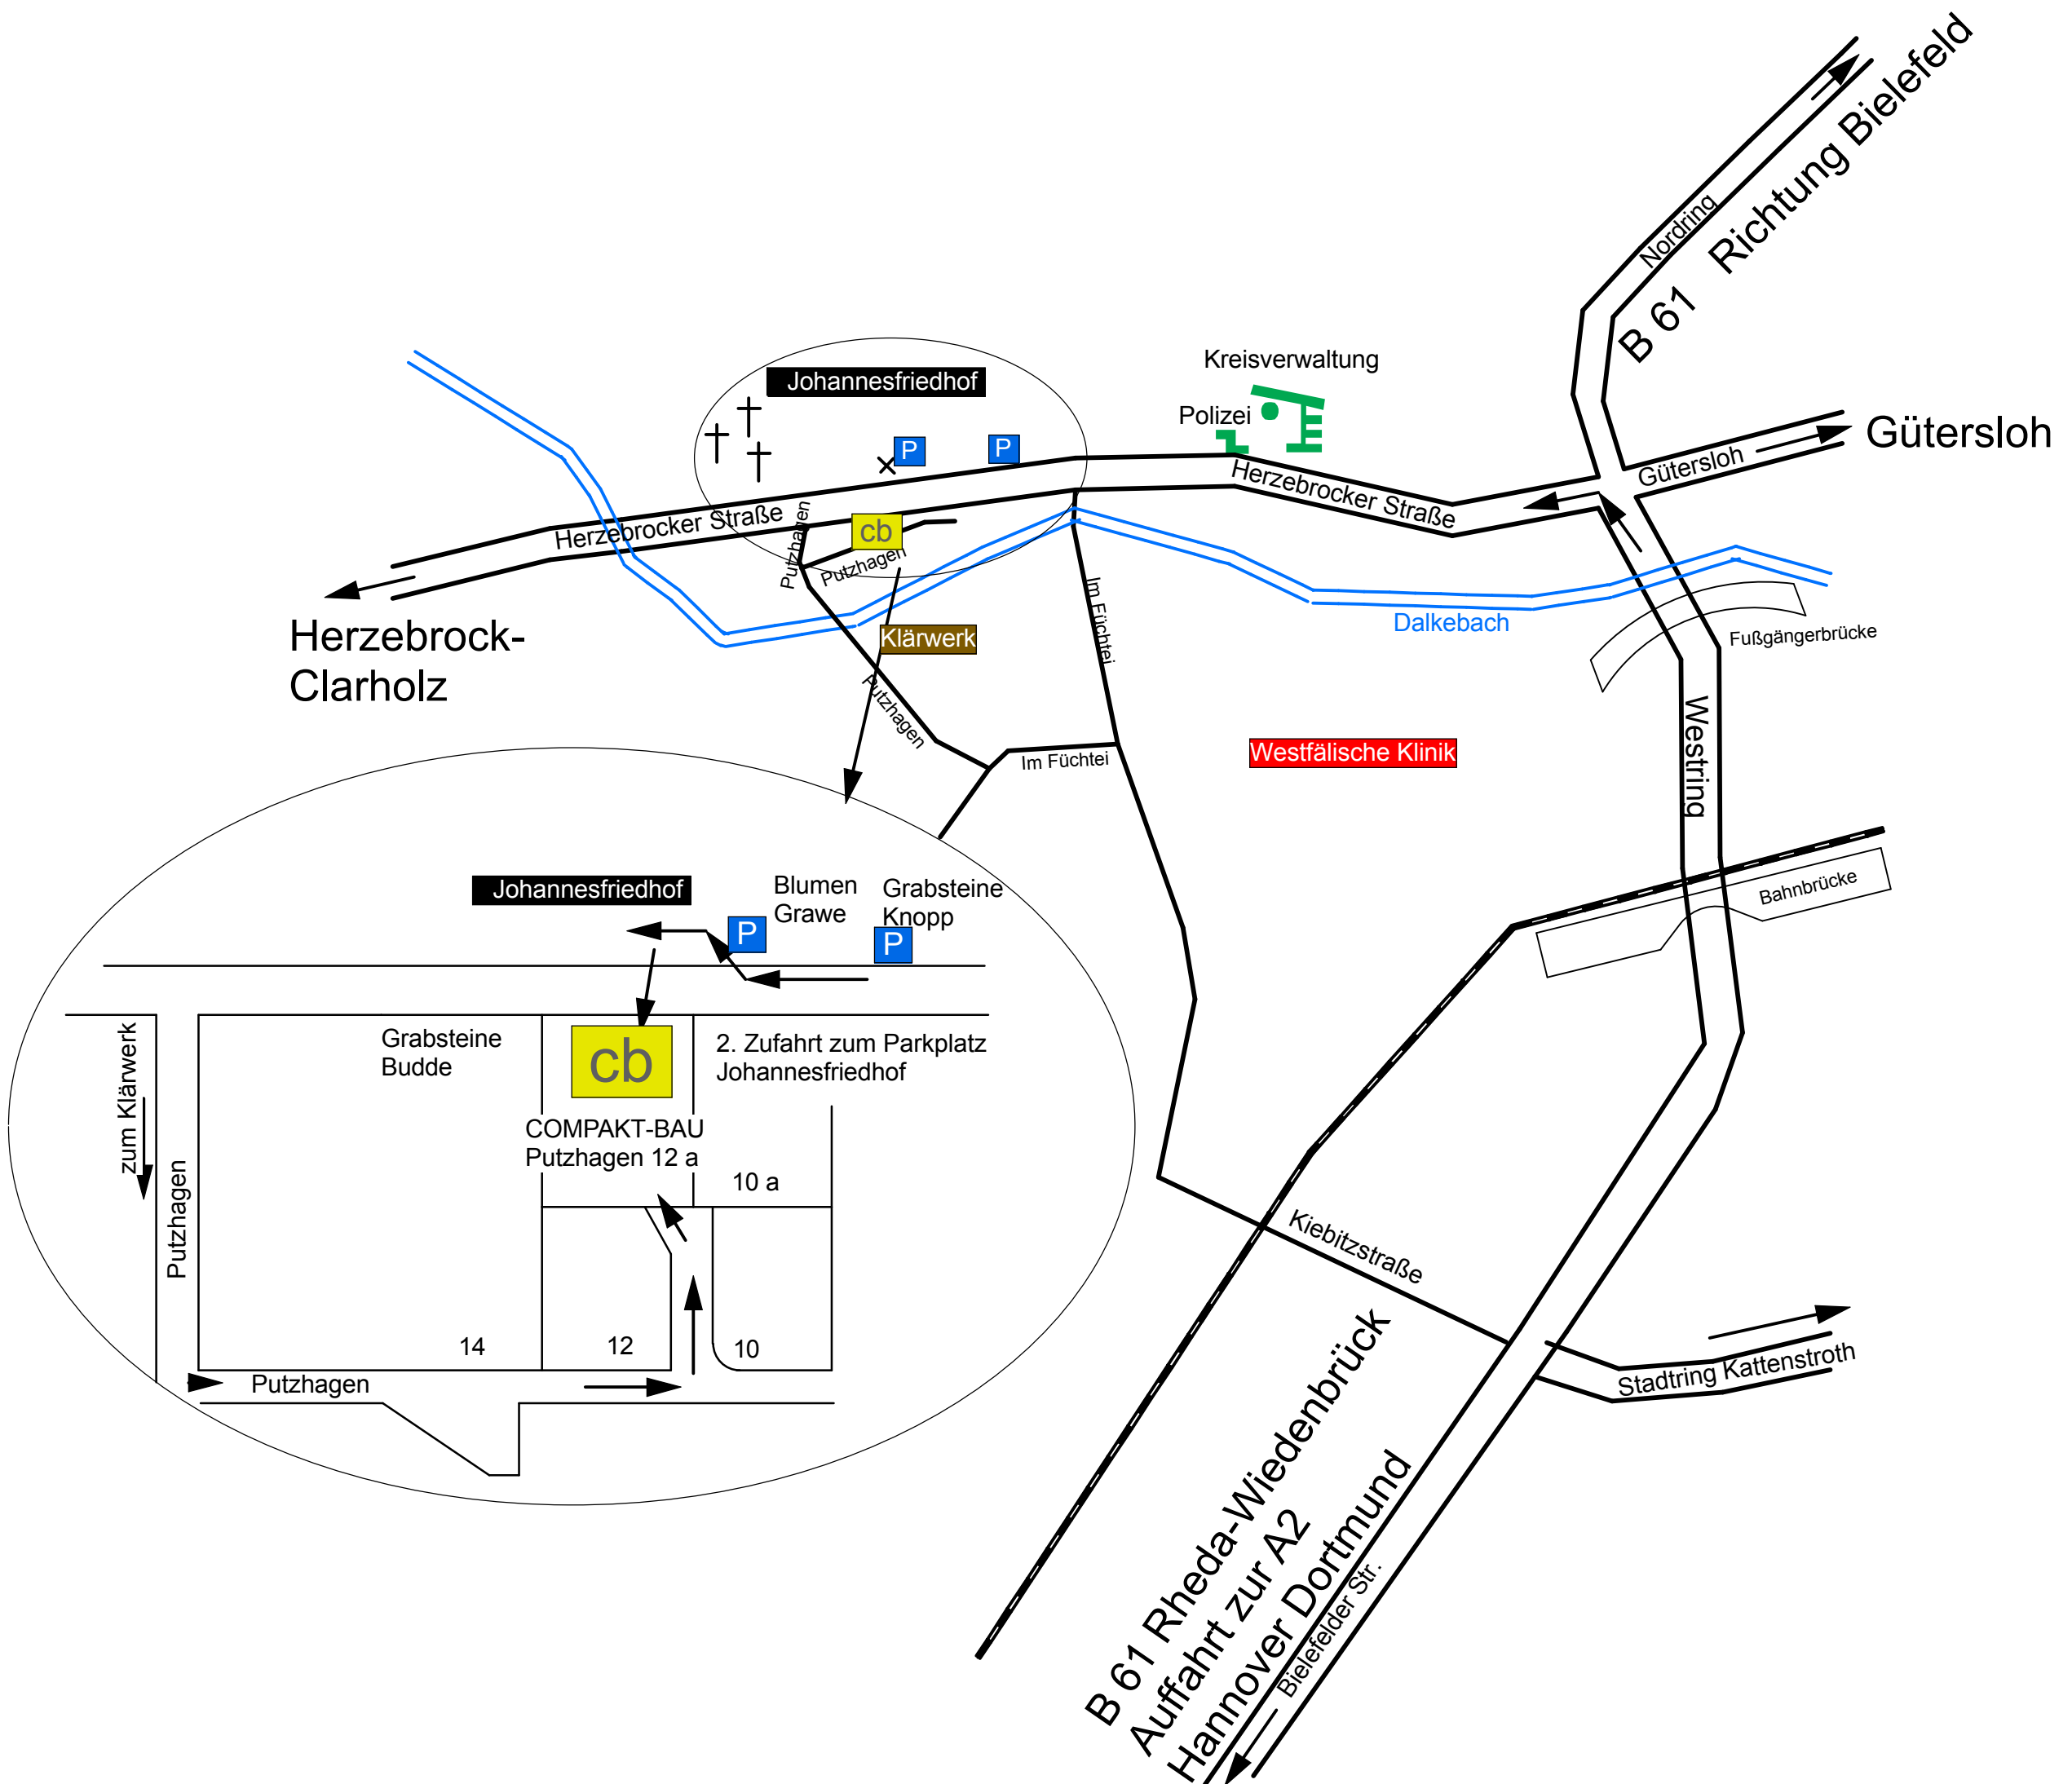 Nordring
B 61 Richtung Bielefeld
Kreisverwaltung
Polizei
Johannesfriedhof
P
P
Gütersloh
Gütersloh
Herzebrocker Straße
Herzebrocker Straße
Putzhagen
cb
Putzhagen
Im Füchtei
Dalkebach
Fußgängerbrücke
Herzebrock-
Clarholz
Klärwerk
Putzhagen
Im Füchtei
Westfälische Klinik
Westring
Bahnbrücke
Johannesfriedhof
Blumen
Grawe
Grabsteine
Knopp
P
P
Grabsteine
Budde
cb
2. Zufahrt zum Parkplatz
Johannesfriedhof
zum Klärwerk
Putzhagen
COMPAKT-BAU
Putzhagen 12 a
10 a
14
12
10
Putzhagen
Kiebitzstraße
Stadtring Kattenstroth
B 61 Rheda-Wiedenbrück
Auffahrt zur A2
Hannover Dortmund
Bielefelder Str.